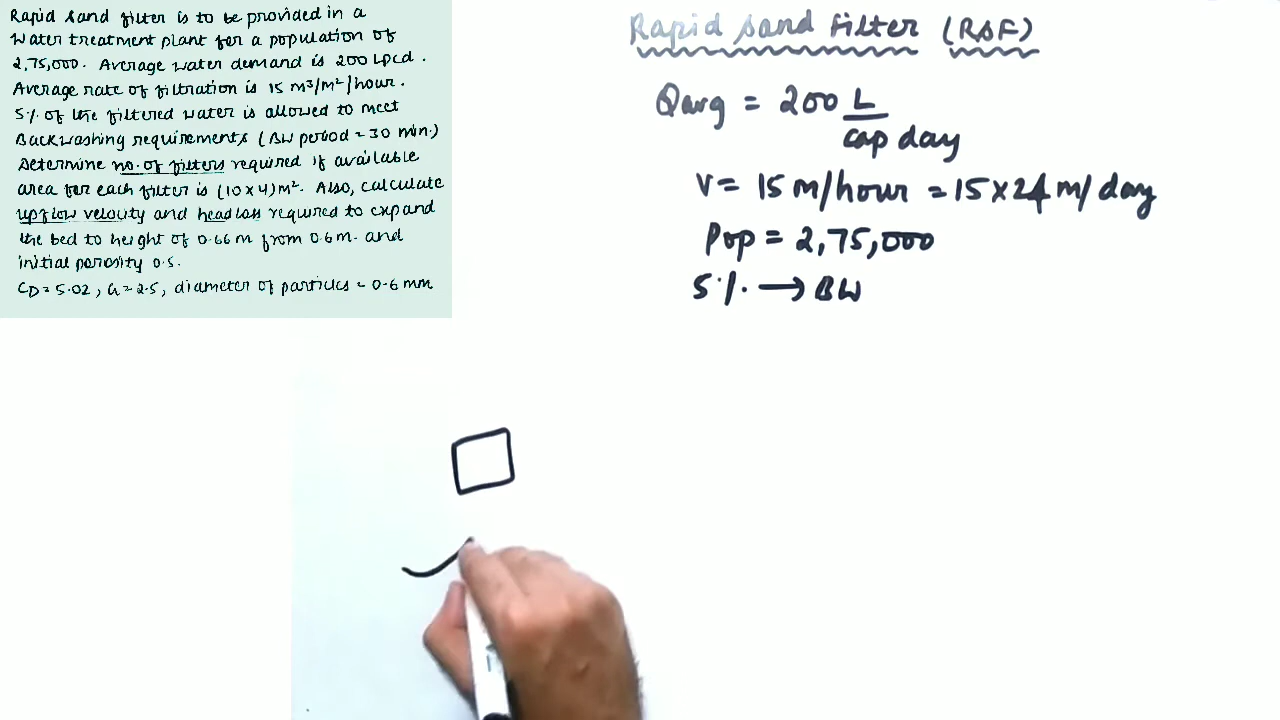 Rapid Sand filter is to be provided in a
Water treatment plant for a population of
2,75,000. Average water demand is 200 Lpcd.
Average rate of filtration is 15 m³/m²/hour.
5% of the filtered water is allowed to meet
Backwashing requirements (BW period = 30 min.)
Determine no. of filters required if available
area for each filter is (10 x 4) m². Also, calculate
upflow velocity and headloss required to expand
the bed to height of 0.66 m from 0.6 m. and
initial porosity 0.5.
CD = 5.02, G = 2.5, diameter of particles = 0.6 mm
Rapid Sand Filter (RSF)
Qavg = 200 L/cap day
V = 15 m/hour = 15 x 24 m/day
Pop = 2,75,000
5% → BW